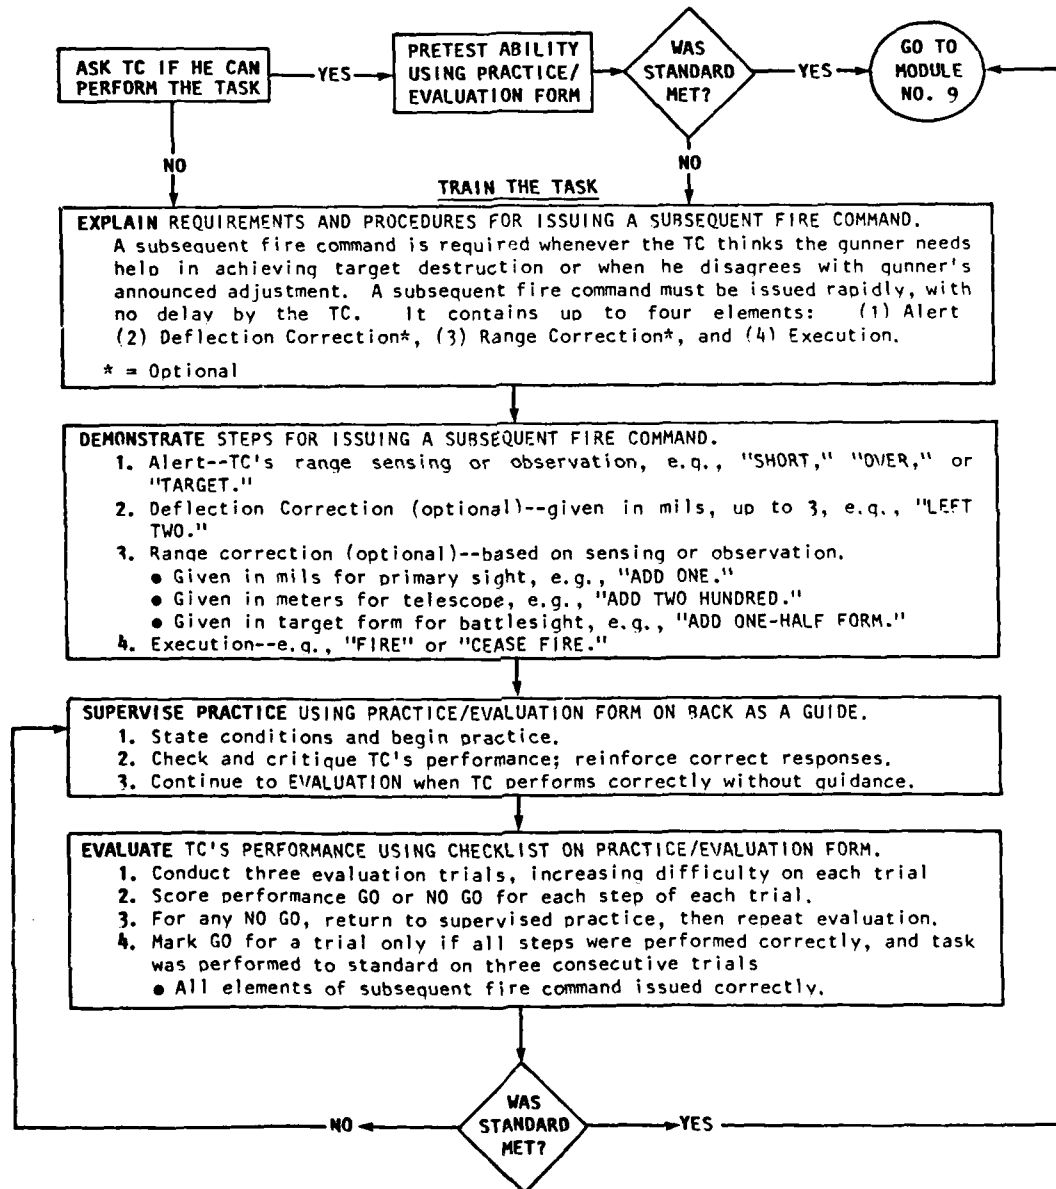 ASK TC IF HE CAN
PERFORM THE TASK
YES
PRETEST ABILITY
USING PRACTICE/
EVALUATION FORM
WAS
STANDARD
MET?
YES
GO TO
MODULE
NO. 9
NO
NO
TRAIN THE TASK
EXPLAIN REQUIREMENTS AND PROCEDURES FOR ISSUING A SUBSEQUENT FIRE COMMAND.
A subsequent fire command is required whenever the TC thinks the gunner needs
help in achieving target destruction or when he disagrees with gunner's
announced adjustment. A subsequent fire command must be issued rapidly, with
no delay by the TC. It contains up to four elements: (1) Alert
(2) Deflection Correction*, (3) Range Correction*, and (4) Execution.
* = Optional
DEMONSTRATE STEPS FOR ISSUING A SUBSEQUENT FIRE COMMAND.
1. Alert--TC's range sensing or observation, e.g., "SHORT," "OVER," or
"TARGET."
2. Deflection Correction (optional)--given in mils, up to 3, e.g., "LEFT
TWO."
3. Range correction (optional)--based on sensing or observation.
● Given in mils for primary sight, e.g., "ADD ONE."
● Given in meters for telescope, e.g., "ADD TWO HUNDRED."
● Given in target form for battlesight, e.g., "ADD ONE-HALF FORM."
4. Execution--e.g., "FIRE" or "CEASE FIRE."
SUPERVISE PRACTICE USING PRACTICE/EVALUATION FORM ON BACK AS A GUIDE.
1. State conditions and begin practice.
2. Check and critique TC's performance; reinforce correct responses.
3. Continue to EVALUATION when TC performs correctly without guidance.
EVALUATE TC'S PERFORMANCE USING CHECKLIST ON PRACTICE/EVALUATION FORM.
1. Conduct three evaluation trials, increasing difficulty on each trial
2. Score performance GO or NO GO for each step of each trial.
3. For any NO GO, return to supervised practice, then repeat evaluation.
4. Mark GO for a trial only if all steps were performed correctly, and task
was performed to standard on three consecutive trials
● All elements of subsequent fire command issued correctly.
NO
WAS
STANDARD
MET?
YES